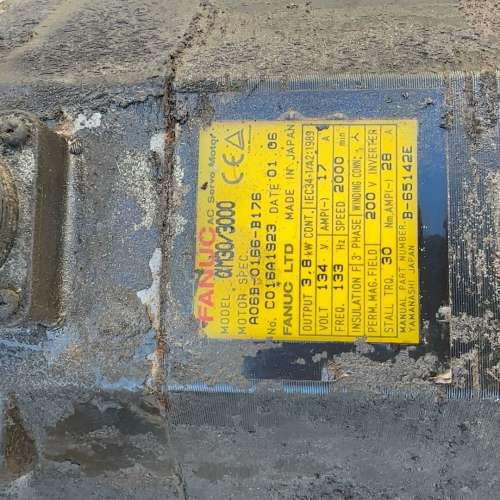 FANUC AC Servo Motor
MODEL αM30/3000
MOTOR SPEC.
A06B-0166-B176
No. C016A1923 DATE 01.06
FANUC LTD MADE IN JAPAN
OUTPUT 3.8 kW CONT. IEC34-1/A2:1989
VOLT 134 V AMP(~) 17 A
FREQ. 133 Hz SPEED 2000 min
INSULATION F 3 PHASE WINDING CONN.
PERM. MAG. FIELD 200 V INVERTER
STALL TRQ. 30 Nm, AMP(~) 28 A
MANUAL PART NUMBER. B-65142E
YAMANASHI JAPAN
CE